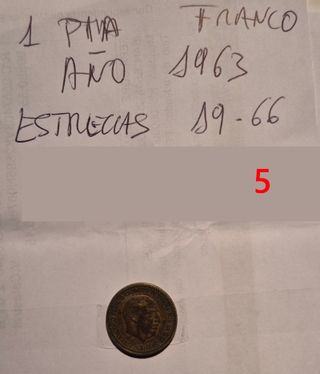 1 PTA FRANCO
AÑO 1963
ESTRELLAS 19-66
5